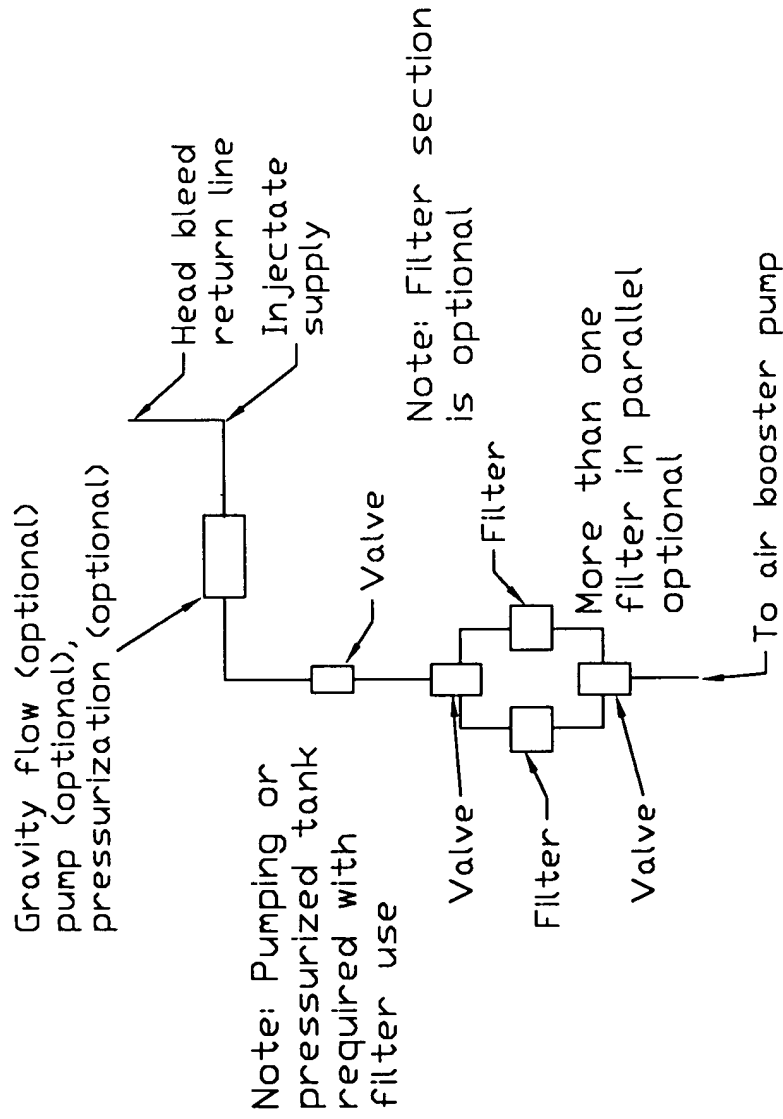 Gravity flow (optional)
pump (optional),
pressurization (optional)
Head bleed
return line
Injectate
supply
Valve
Note: Pumping or
pressurized tank
required with
filter use
Note: Filter section
is optional
Valve
Filter
Filter
More than one
filter in parallel
optional
Valve
To air booster pump